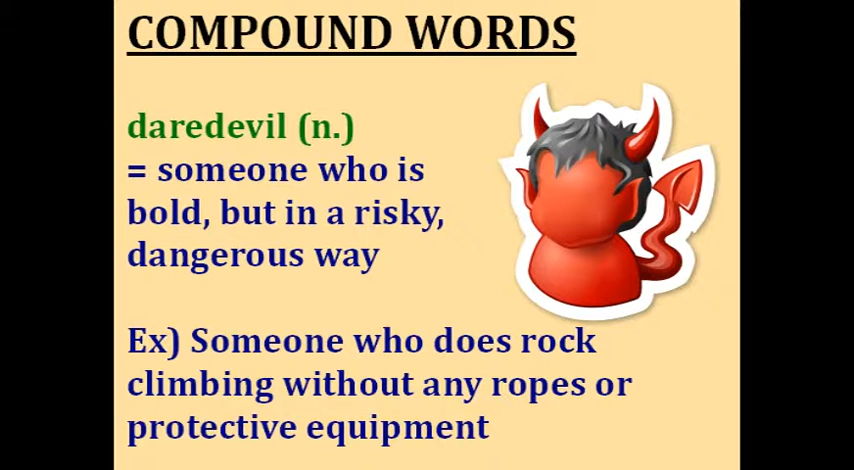 COMPOUND WORDS
daredevil (n.)
= someone who is
bold, but in a risky,
dangerous way
Ex) Someone who does rock
climbing without any ropes or
protective equipment